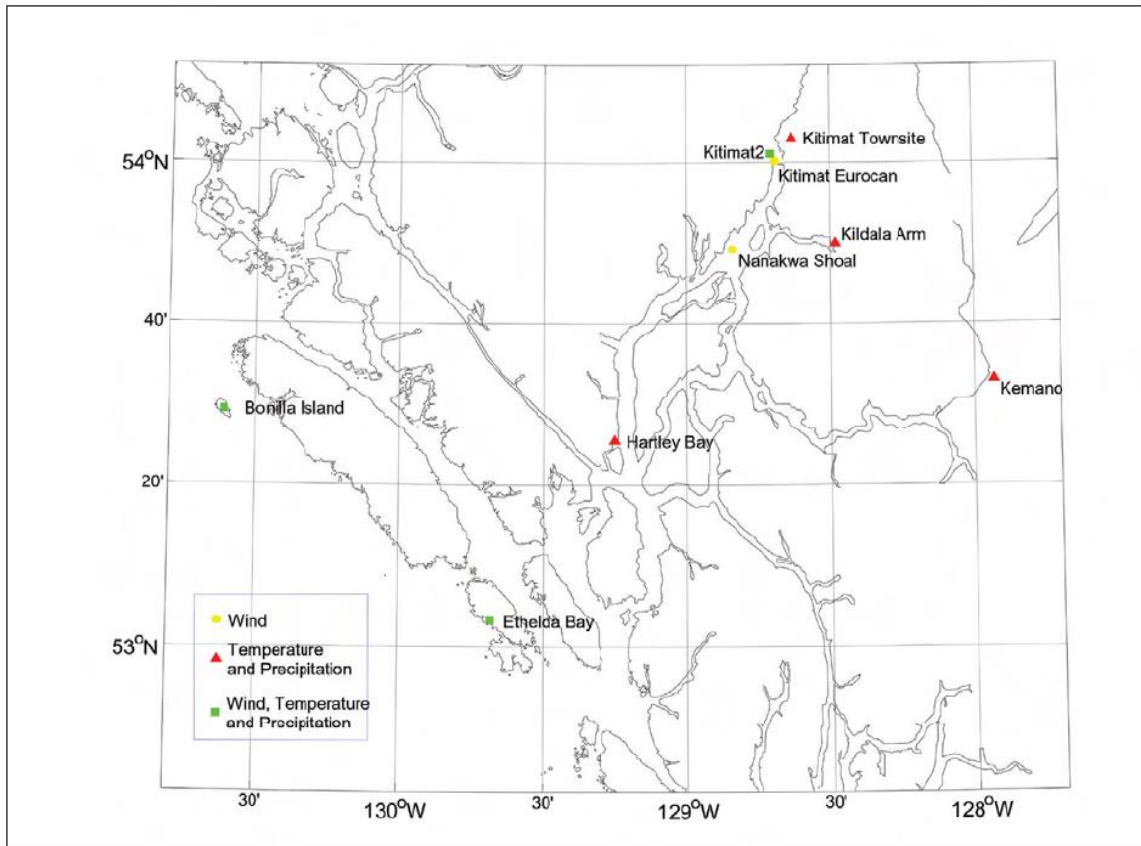 Kitimat Towrsite
Kitimat2
54°N
Kitimat Eurocan
Kildala Arm
Nanakwa Shoal
40'
Kemano
Bonilla Island
Hartley Bay
20'
Wind
Ethelda Bay
53°N
Temperature
and Precipitation
Wind, Temperature
and Precipitation
30'
130°W
30'
129°W
30'
128°W